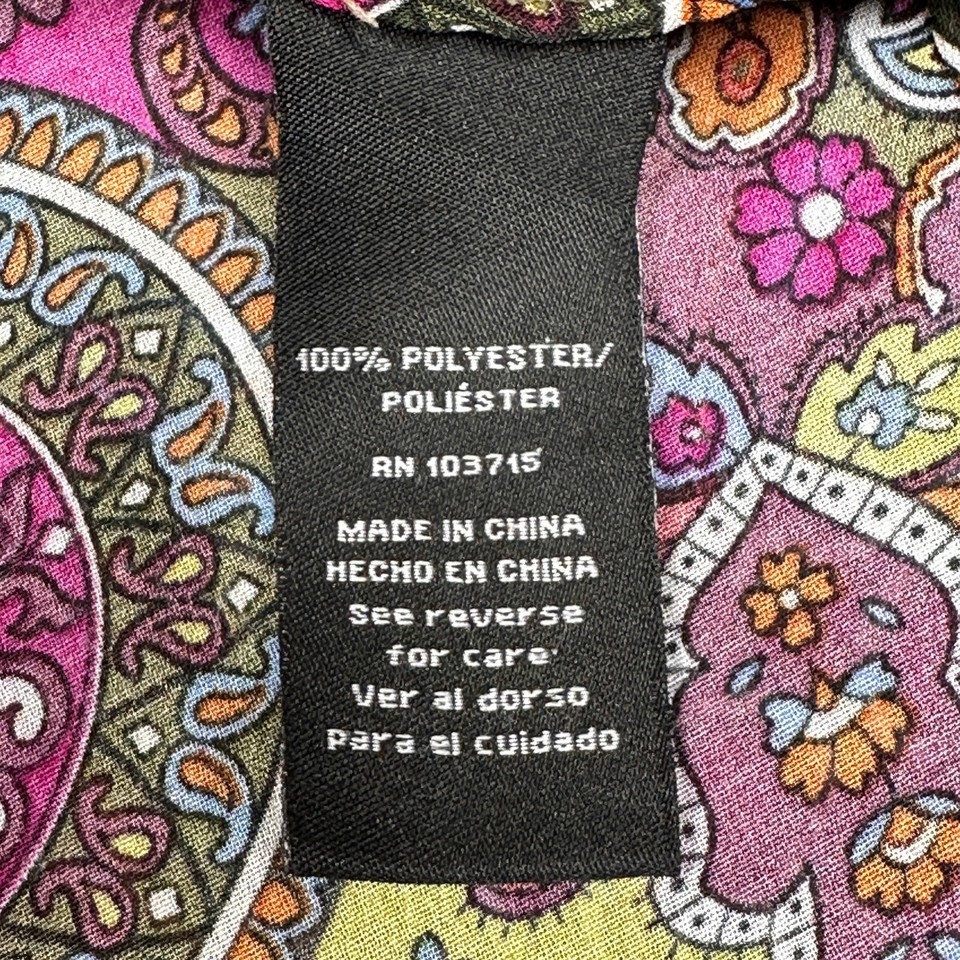 100% POLYESTER/
POLIÉSTER
RN 103715
MADE IN CHINA
HECHO EN CHINA
See reverse
for care
Ver al dorso
para el cuidado